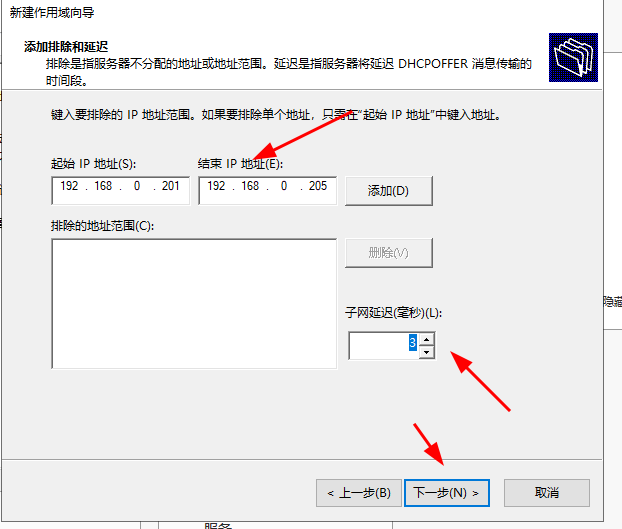 新建作用域向导
添加排除和延迟
排除是指服务器不分配的地址或地址范围。延迟是指服务器将延迟 DHCPOFFER 消息传输的
时间段。
键入要排除的 IP 地址范围。如果要排除单个地址，只需在"起始 IP 地址"中键入地址。
起始 IP 地址(S):
结束 IP 地址(E):
192 . 168 . 0 . 201
192 . 168 . 0 . 205
添加(D)
排除的地址范围(C):
删除(V)
子网延迟(毫秒)(L):
3
隐藏
< 上一步(B)
下一步(N) >
取消
服务